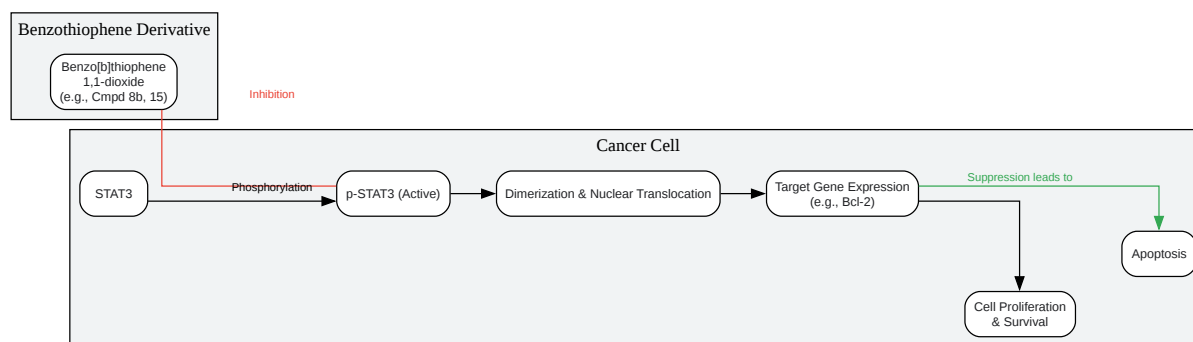 Benzothiophene Derivative
Benzo[b]thiophene
1,1-dioxide
(e.g., Cmpd 8b, 15)
Inhibition
Cancer Cell
STAT3
Phosphorylation
p-STAT3 (Active)
Dimerization & Nuclear Translocation
Target Gene Expression
(e.g., Bcl-2)
Suppression leads to
Apoptosis
Cell Proliferation
& Survival